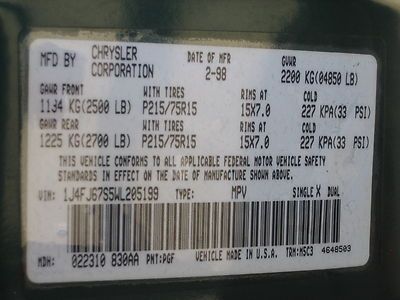 MFD BY CHRYSLER CORPORATION DATE OF MFR 2-98 GVWR 2200 KG(04850 LB)
GAWR FRONT WITH TIRES RIMS AT COLD
1134 KG(2500 LB) P215/75R15 15X7.0 227 KPA(33 PSI)
GAWR REAR WITH TIRES RIMS AT COLD
1225 KG(2700 LB) P215/75R15 15X7.0 227 KPA(33 PSI)
THIS VEHICLE CONFORMS TO ALL APPLICABLE FEDERAL MOTOR VEHICLE SAFETY
STANDARDS IN EFFECT ON THE DATE OF MANUFACTURE SHOWN ABOVE.
VIN: 1J4FJ67S5WL205199 TYPE: MPV SINGLE X DUAL
MDH: 022310 830AA PNT:PGF VEHICLE MADE IN U.S.A. TRM:M5C3 4648503